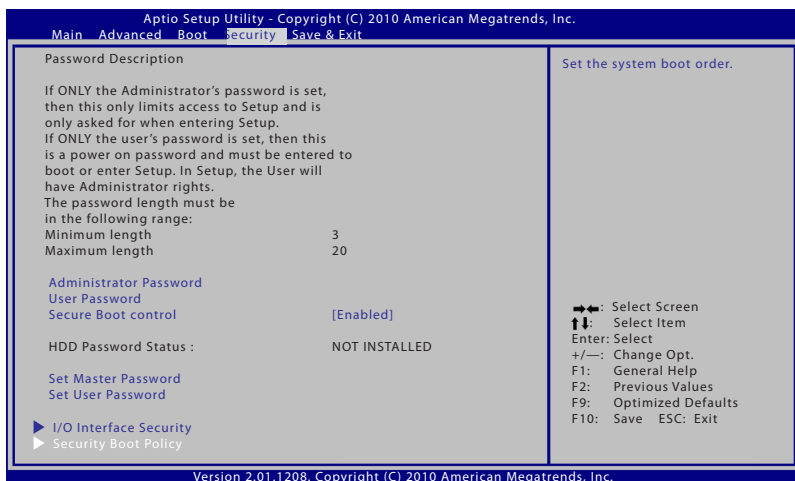 Aptio Setup Utility - Copyright (C) 2010 American Megatrends, Inc.
Main Advanced Boot Security Save & Exit
Password Description
If ONLY the Administrator's password is set,
then this only limits access to Setup and is
only asked for when entering Setup.
If ONLY the user's password is set, then this
is a power on password and must be entered to
boot or enter Setup. In Setup, the User will
have Administrator rights.
The password length must be
in the following range:
Minimum length 3
Maximum length 20
Administrator Password
User Password
Secure Boot control [Enabled]
HDD Password Status : NOT INSTALLED
Set Master Password
Set User Password
I/O Interface Security
Security Boot Policy
Set the system boot order.
→←: Select Screen
↑↓: Select Item
Enter: Select
+/—: Change Opt.
F1: General Help
F2: Previous Values
F9: Optimized Defaults
F10: Save ESC: Exit
Version 2.01.1208. Copyright (C) 2010 American Megatrends, Inc.